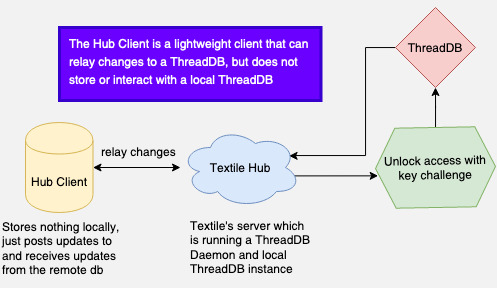 The Hub Client is a lightweight client that can
relay changes to a ThreadDB, but does not
store or interact with a local ThreadDB
ThreadDB
relay changes
Hub Client
Textile Hub
Unlock access with
key challenge
Stores nothing locally,
just posts updates to
and receives updates
from the remote db
Textile's server which
is running a ThreadDB
Daemon and local
ThreadDB instance